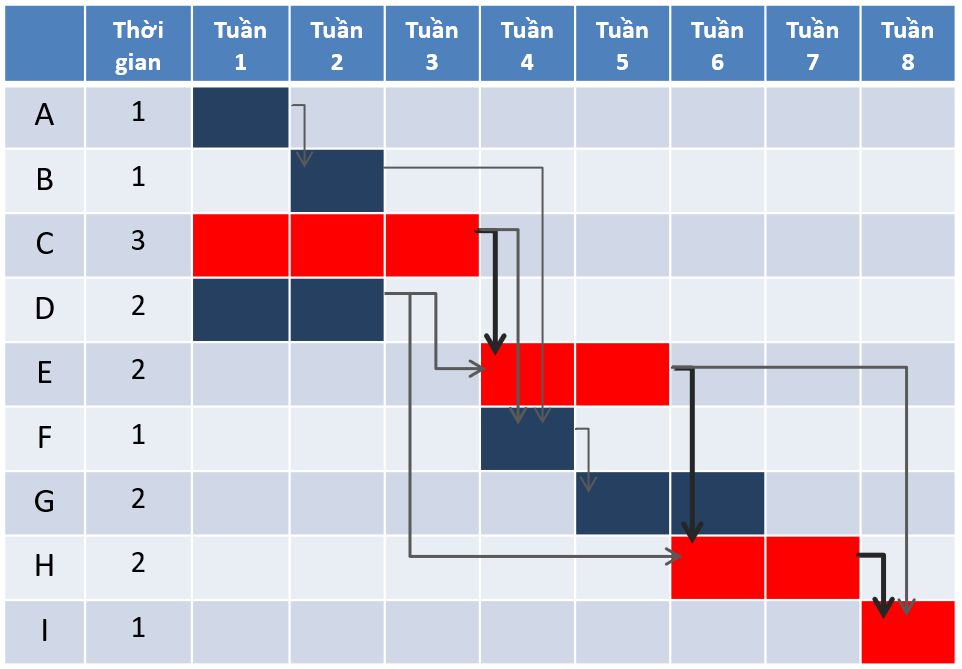 Thời gian Tuần 1 Tuần 2 Tuần 3 Tuần 4 Tuần 5 Tuần 6 Tuần 7 Tuần 8
A 1
B 1
C 3
D 2
E 2
F 1
G 2
H 2
I 1